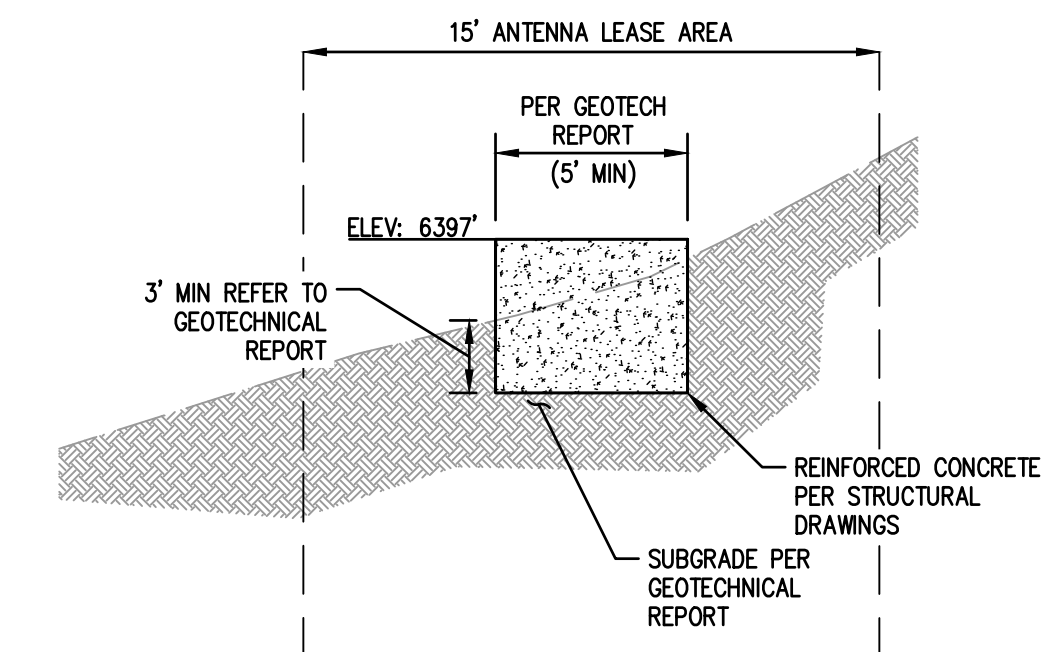 15' ANTENNA LEASE AREA
PER GEOTECH
REPORT
(5' MIN)
ELEV: 6397'
3' MIN REFER TO
GEOTECHNICAL
REPORT
REINFORCED CONCRETE
PER STRUCTURAL
DRAWINGS
SUBGRADE PER
GEOTECHNICAL
REPORT